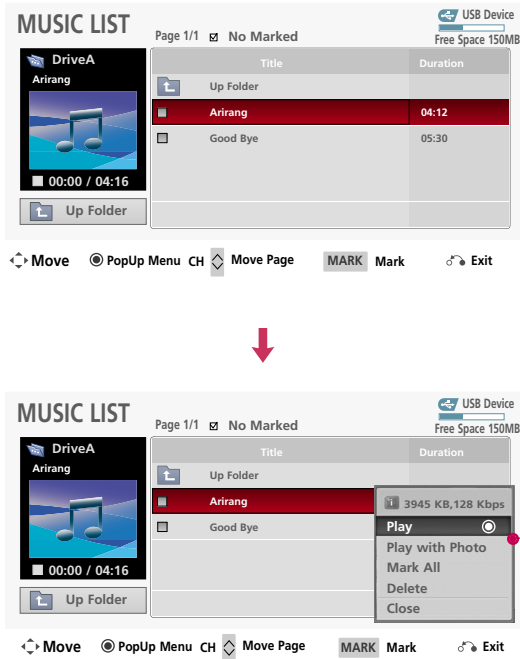 MUSIC LIST
Page 1/1 No Marked
USB Device
Free Space 150MB
DriveA
Arirang
00:00 / 04:16
Up Folder
Title Duration
Up Folder
Arirang 04:12
Good Bye 05:30
Move PopUp Menu CH Move Page MARK Mark Exit
MUSIC LIST
Page 1/1 No Marked
USB Device
Free Space 150MB
DriveA
Arirang
00:00 / 04:16
Up Folder
Title Duration
Up Folder
Arirang
Good Bye
3945 KB,128 Kbps
Play
Play with Photo
Mark All
Delete
Close
Move PopUp Menu CH Move Page MARK Mark Exit